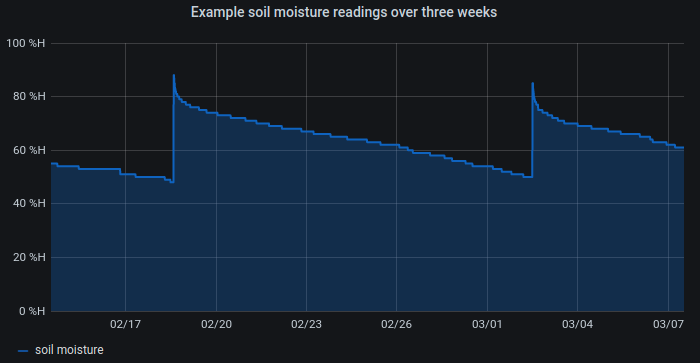 Example soil moisture readings over three weeks
100 %H
80 %H
60 %H
40 %H
20 %H
0 %H
02/17 02/20 02/23 02/26 03/01 03/04 03/07
soil moisture